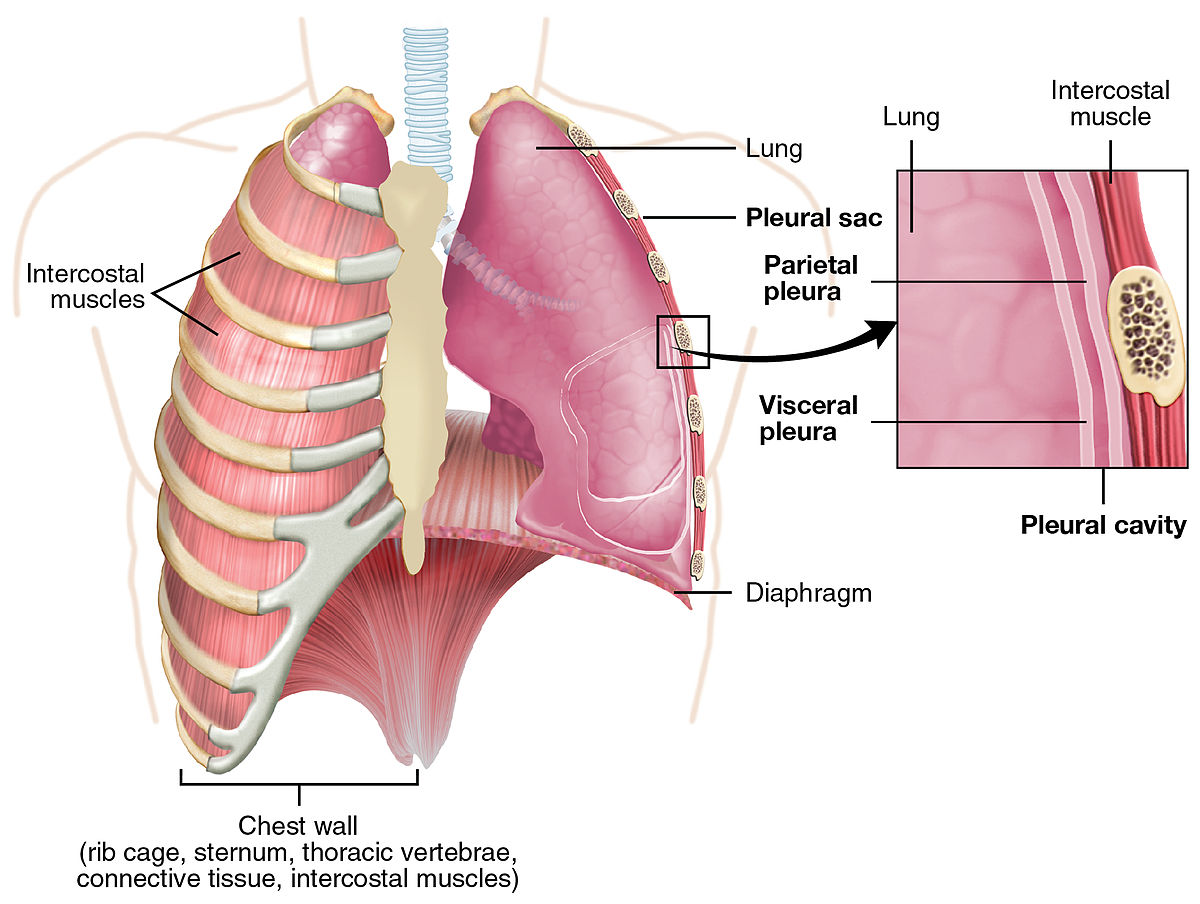 Lung
Pleural sac
Intercostal
muscles
Diaphragm
Chest wall
(rib cage, sternum, thoracic vertebrae,
connective tissue, intercostal muscles)
Lung
Intercostal
muscle
Parietal
pleura
Visceral
pleura
Pleural cavity